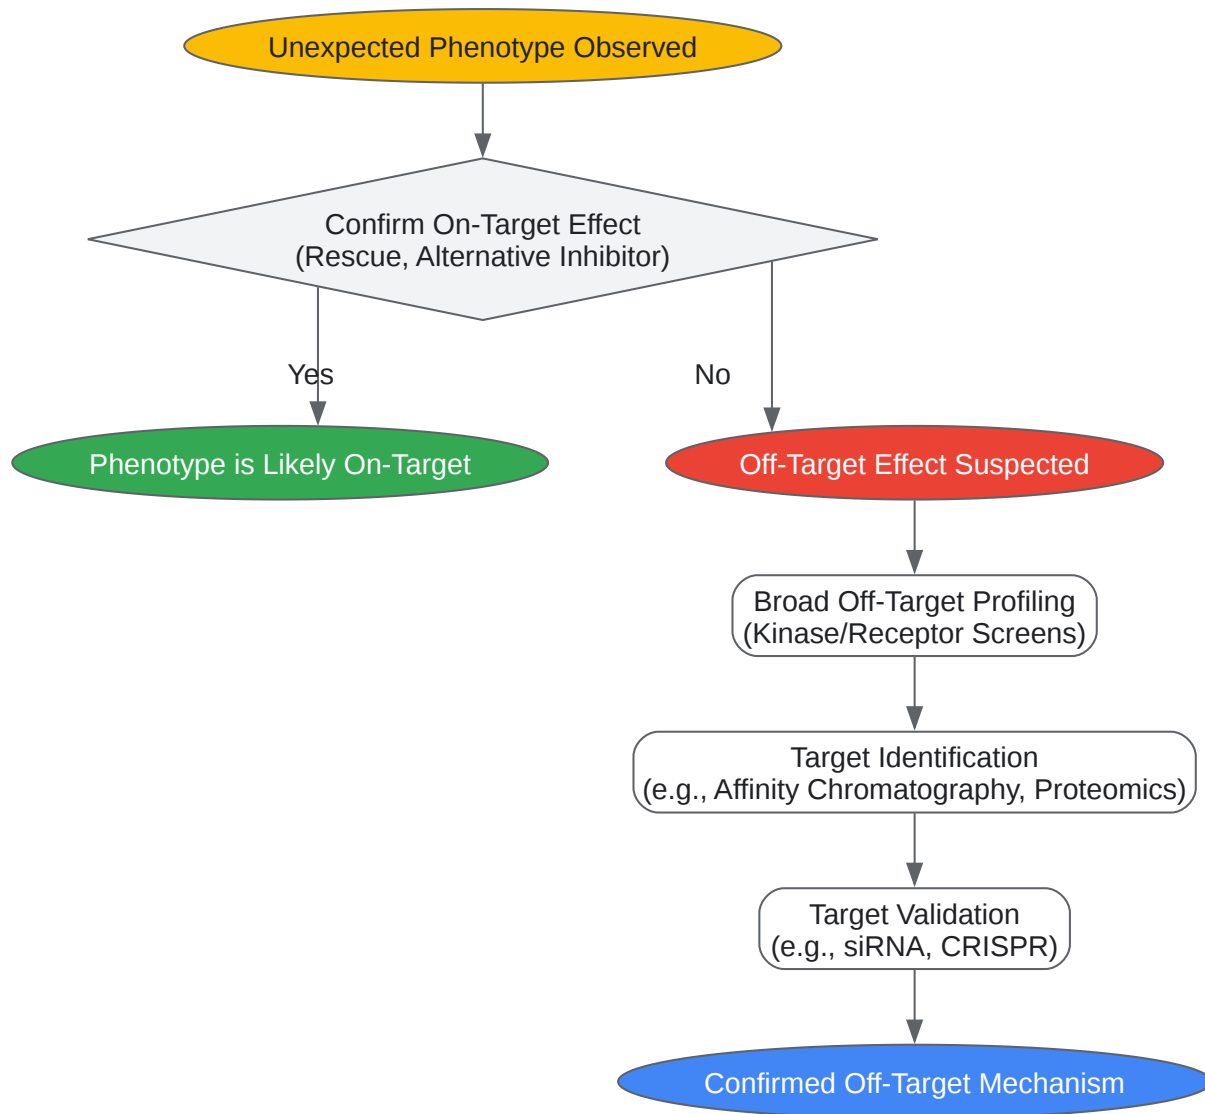 Unexpected Phenotype Observed
Confirm On-Target Effect
(Rescue, Alternative Inhibitor)
Yes
No
Phenotype is Likely On-Target
Off-Target Effect Suspected
Broad Off-Target Profiling
(Kinase/Receptor Screens)
Target Identification
(e.g., Affinity Chromatography, Proteomics)
Target Validation
(e.g., siRNA, CRISPR)
Confirmed Off-Target Mechanism